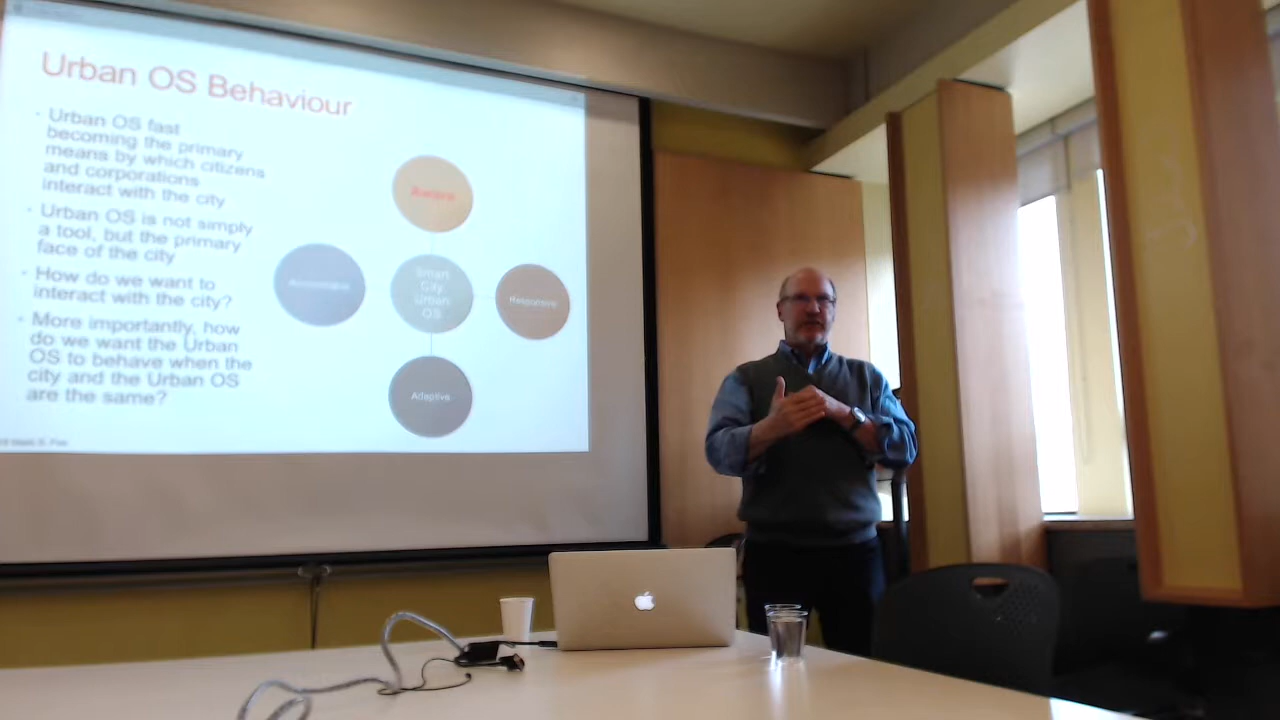 Urban OS Behaviour
• Urban OS fast
becoming the primary
means by which citizens
and corporations
interact with the city
• Urban OS is not simply
a tool, but the primary
face of the city
• How do we want to
interact with the city?
• More importantly, how
do we want the Urban
OS to behave when the
city and the Urban OS
are the same?
Aware
Smart
City
Urban
OS
Responsive
Adaptive